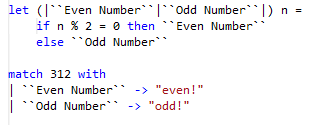 let (|``Even Number``|``Odd Number``|) n =
    if n % 2 = 0 then ``Even Number``
    else ``Odd Number``
match 312 with
| ``Even Number`` -> "even!"
| ``Odd Number`` -> "odd!"